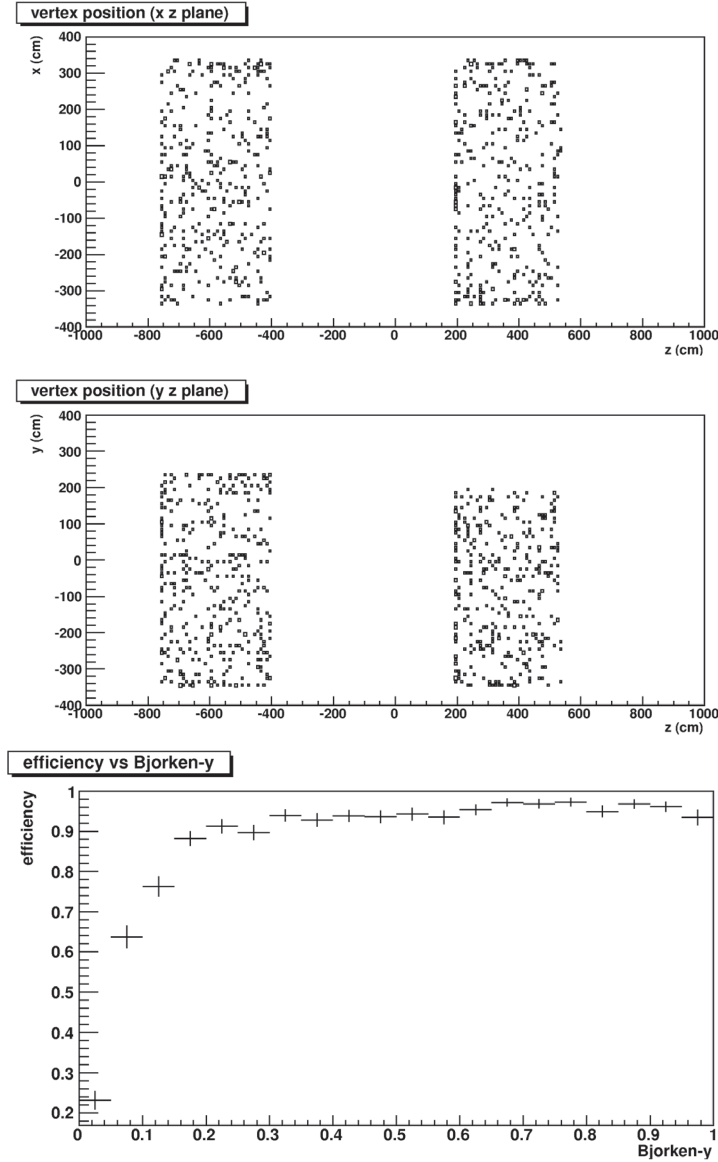 vertex position (x z plane)
x (cm)
400
300
200
100
0
-100
-200
-300
-400
-1000 -800 -600 -400 -200 0 200 400 600 800 1000
z (cm)
vertex position (y z plane)
y (cm)
400
300
200
100
0
-100
-200
-300
-400
-1000 -800 -600 -400 -200 0 200 400 600 800 1000
z (cm)
efficiency vs Bjorken-y
efficiency
1
0.9
0.8
0.7
0.6
0.5
0.4
0.3
0.2
0 0.1 0.2 0.3 0.4 0.5 0.6 0.7 0.8 0.9 1
Bjorken-y